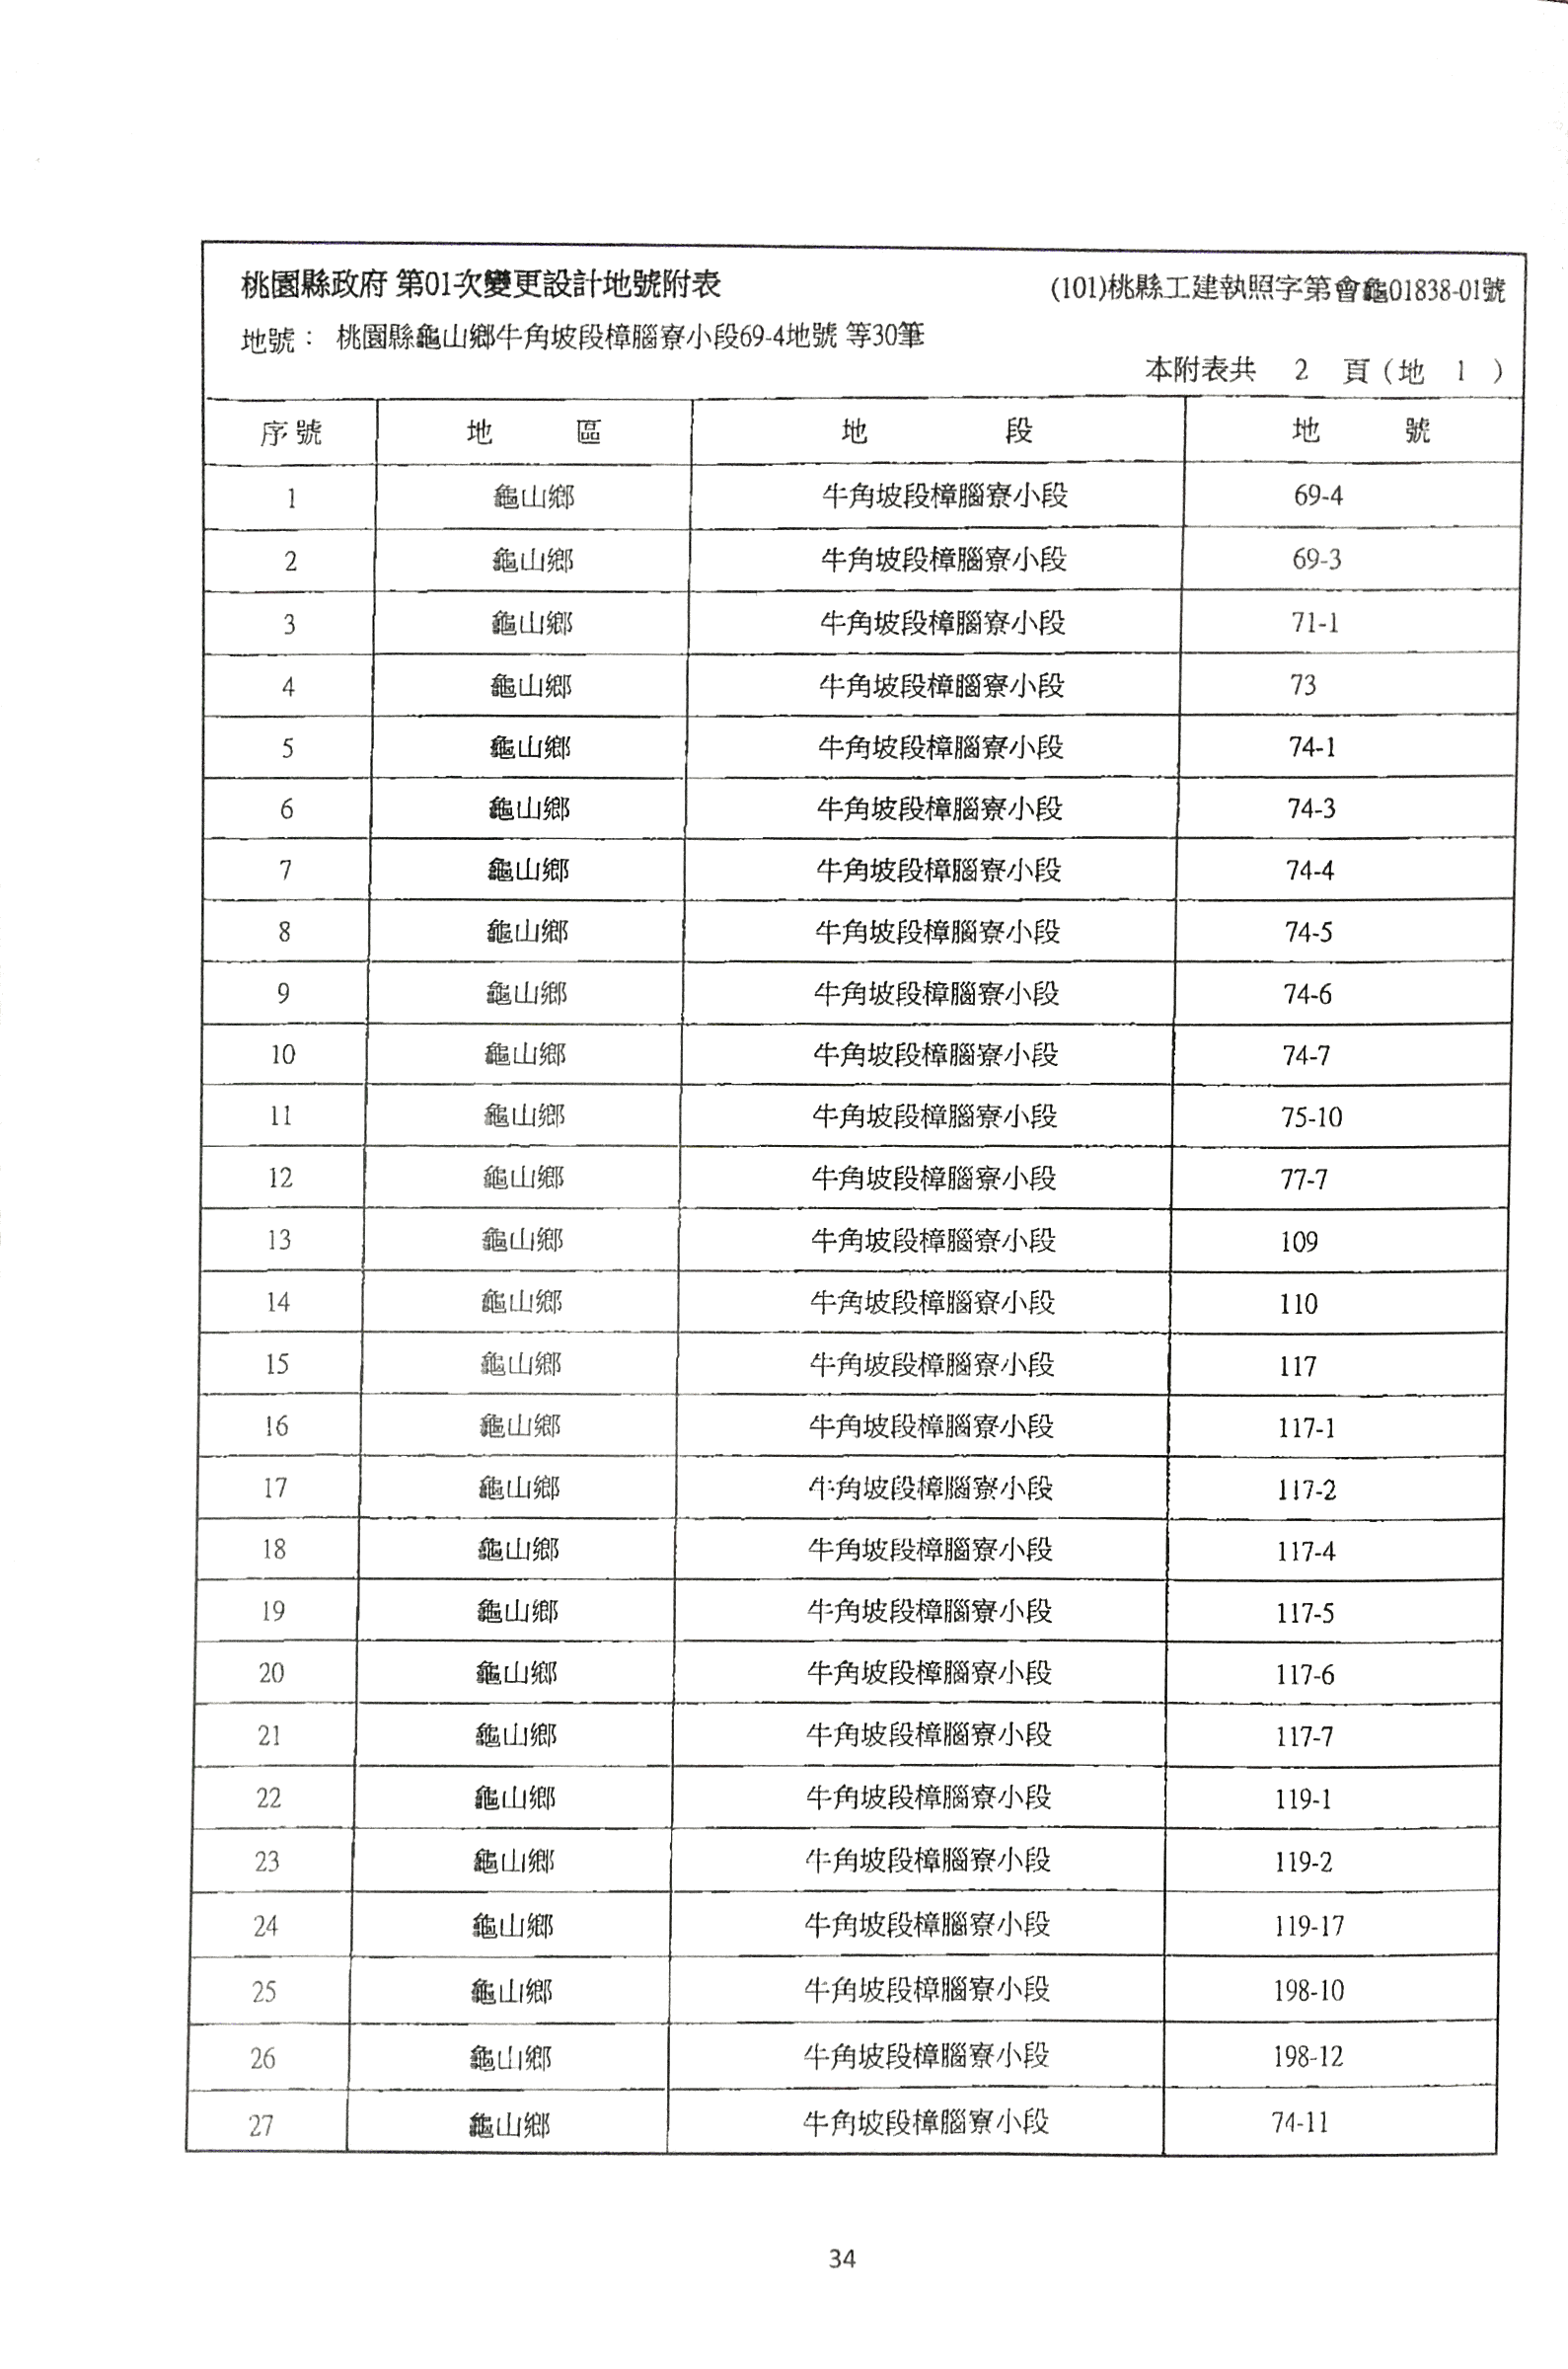 桃園縣政府 第01次變更設計地號附表
(101)桃縣工建執照字第會龜01838-01號
地號： 桃園縣龜山鄉牛角坡段樟腦寮小段69-4地號 等30筆
本附表共 2 頁(地 1 )
序號 地 區 地 段 地 號
1 龜山鄉 牛角坡段樟腦寮小段 69-4
2 龜山鄉 牛角坡段樟腦寮小段 69-3
3 龜山鄉 牛角坡段樟腦寮小段 71-1
4 龜山鄉 牛角坡段樟腦寮小段 73
5 龜山鄉 牛角坡段樟腦寮小段 74-1
6 龜山鄉 牛角坡段樟腦寮小段 74-3
7 龜山鄉 牛角坡段樟腦寮小段 74-4
8 龜山鄉 牛角坡段樟腦寮小段 74-5
9 龜山鄉 牛角坡段樟腦寮小段 74-6
10 龜山鄉 牛角坡段樟腦寮小段 74-7
11 龜山鄉 牛角坡段樟腦寮小段 75-10
12 龜山鄉 牛角坡段樟腦寮小段 77-7
13 龜山鄉 牛角坡段樟腦寮小段 109
14 龜山鄉 牛角坡段樟腦寮小段 110
15 龜山鄉 牛角坡段樟腦寮小段 117
16 龜山鄉 牛角坡段樟腦寮小段 117-1
17 龜山鄉 牛角坡段樟腦寮小段 117-2
18 龜山鄉 牛角坡段樟腦寮小段 117-4
19 龜山鄉 牛角坡段樟腦寮小段 117-5
20 龜山鄉 牛角坡段樟腦寮小段 117-6
21 龜山鄉 牛角坡段樟腦寮小段 117-7
22 龜山鄉 牛角坡段樟腦寮小段 119-1
23 龜山鄉 牛角坡段樟腦寮小段 119-2
24 龜山鄉 牛角坡段樟腦寮小段 119-17
25 龜山鄉 牛角坡段樟腦寮小段 198-10
26 龜山鄉 牛角坡段樟腦寮小段 198-12
27 龜山鄉 牛角坡段樟腦寮小段 74-11
34